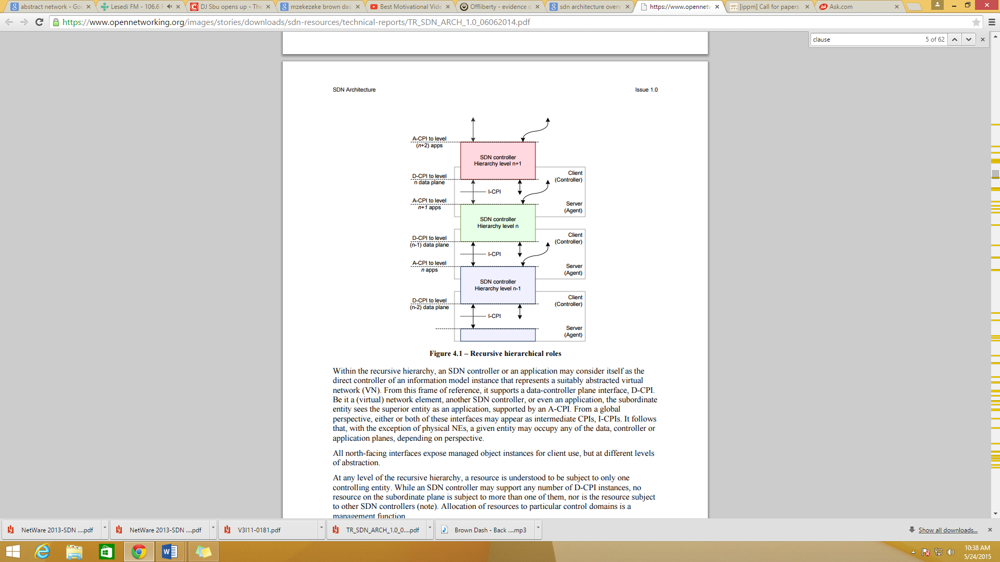 abstract network - Goo
Lesedi FM - 106.6 F
DJ Sbu opens up - The
mzekezeke brown das
Best Motivational Vide
Offliberty - evidence o
sdn architecture overv
https://www.opennetw
[ippm] Call for papers
Ask.com
https://www.opennetworking.org/images/stories/downloads/sdn-resources/technical-reports/TR_SDN_ARCH_1.0_06062014.pdf
clause
5 of 62
SDN Architecture
Issue 1.0
A-CPI to level
(n+2) apps
SDN controller
Hierarchy level n+1
D-CPI to level
n data plane
Client
(Controller)
I-CPI
A-CPI to level
n+1 apps
Server
(Agent)
SDN controller
Hierarchy level n
D-CPI to level
(n-1) data plane
Client
(Controller)
I-CPI
A-CPI to level
n apps
Server
(Agent)
SDN controller
Hierarchy level n-1
D-CPI to level
(n-2) data plane
Client
(Controller)
I-CPI
Server
(Agent)
Figure 4.1 – Recursive hierarchical roles
Within the recursive hierarchy, an SDN controller or an application may consider itself as the
direct controller of an information model instance that represents a suitably abstracted virtual
network (VN). From this frame of reference, it supports a data-controller plane interface, D-CPI.
Be it a (virtual) network element, another SDN controller, or even an application, the subordinate
entity sees the superior entity as an application, supported by an A-CPI. From a global
perspective, either or both of these interfaces may appear as intermediate CPIs, I-CPIs. It follows
that, with the exception of physical NEs, a given entity may occupy any of the data, controller or
application planes, depending on perspective.
All north-facing interfaces expose managed object instances for client use, but at different levels
of abstraction.
At any level of the recursive hierarchy, a resource is understood to be subject to only one
controlling entity. While an SDN controller may support any number of D-CPI instances, no
resource on the subordinate plane is subject to more than one of them, nor is the resource subject
to other SDN controllers (note). Allocation of resources to particular control domains is a
management function.
NetWare 2013-SDN ....pdf
NetWare 2013-SDN ....pdf
V3I11-0181.pdf
TR_SDN_ARCH_1.0_0....pdf
Brown Dash - Back ....mp3
Show all downloads...
10:38 AM
5/24/2015